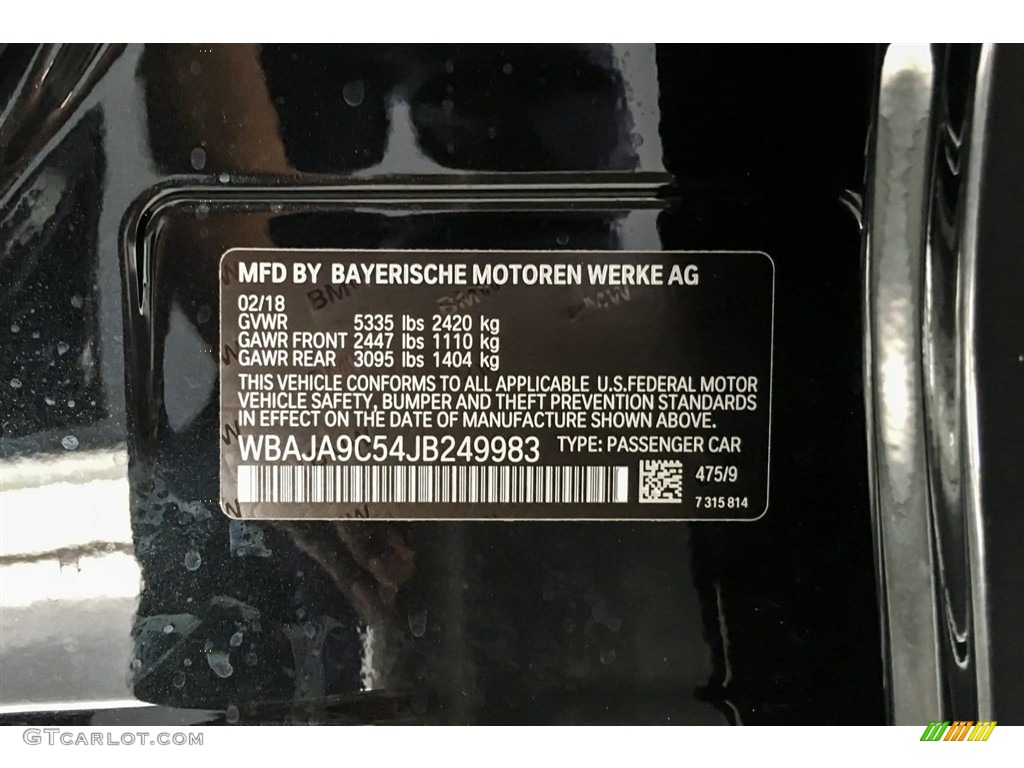 MFD BY BAYERISCHE MOTOREN WERKE AG
02/18
GVWR 5335 lbs 2420 kg
GAWR FRONT 2447 lbs 1110 kg
GAWR REAR 3095 lbs 1404 kg
THIS VEHICLE CONFORMS TO ALL APPLICABLE U.S.FEDERAL MOTOR
VEHICLE SAFETY, BUMPER AND THEFT PREVENTION STANDARDS
IN EFFECT ON THE DATE OF MANUFACTURE SHOWN ABOVE.
WBAJA9C54JB249983 TYPE: PASSENGER CAR
475/9
7 315 814
GTCARLOT.COM